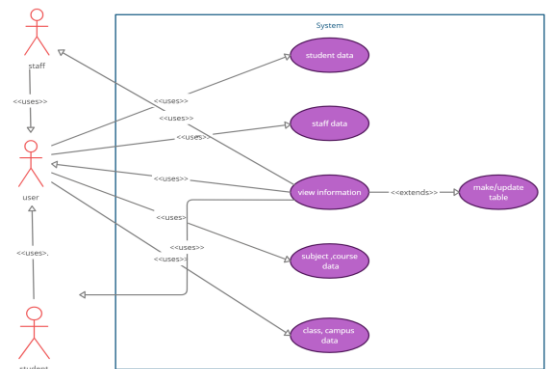 System
staff
student data
<<uses>>
<<uses>>
<<uses>>
staff data
<<uses>>
user
<<uses>>
view information
<<extends>>
make/update
table
<<uses>
<<uses>.
<<uses>>
<<uses>>
subject ,course
data
class, campus
data
student